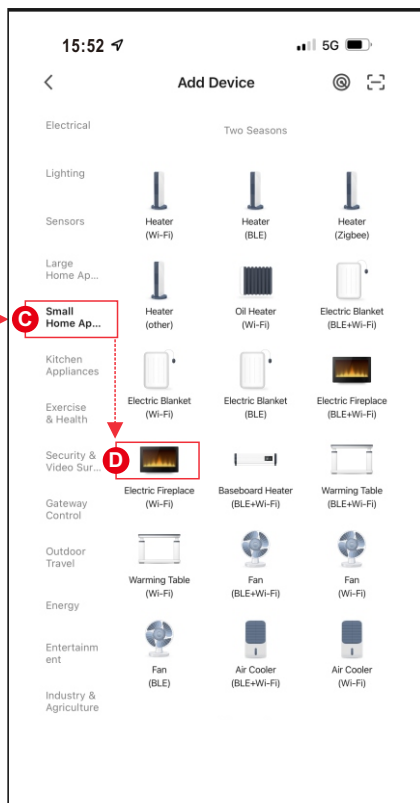 15:52
5G
Add Device
Electrical
Lighting
Sensors
Large
Home Ap...
C
Small
Home Ap...
Kitchen
Appliances
Exercise
& Health
Security &
Video Sur...
Gateway
Control
Outdoor
Travel
Energy
Entertainm
ent
Industry &
Agriculture
Two Seasons
Heater
(Wi-Fi)
Heater
(BLE)
Heater
(Zigbee)
Heater
(other)
Oil Heater
(Wi-Fi)
Electric Blanket
(BLE+Wi-Fi)
Electric Blanket
(Wi-Fi)
Electric Blanket
(BLE)
Electric Fireplace
(BLE+Wi-Fi)
D
Electric Fireplace
(Wi-Fi)
Baseboard Heater
(BLE+Wi-Fi)
Warming Table
(BLE+Wi-Fi)
Warming Table
(Wi-Fi)
Fan
(BLE+Wi-Fi)
Fan
(Wi-Fi)
Fan
(BLE)
Air Cooler
(BLE+Wi-Fi)
Air Cooler
(Wi-Fi)